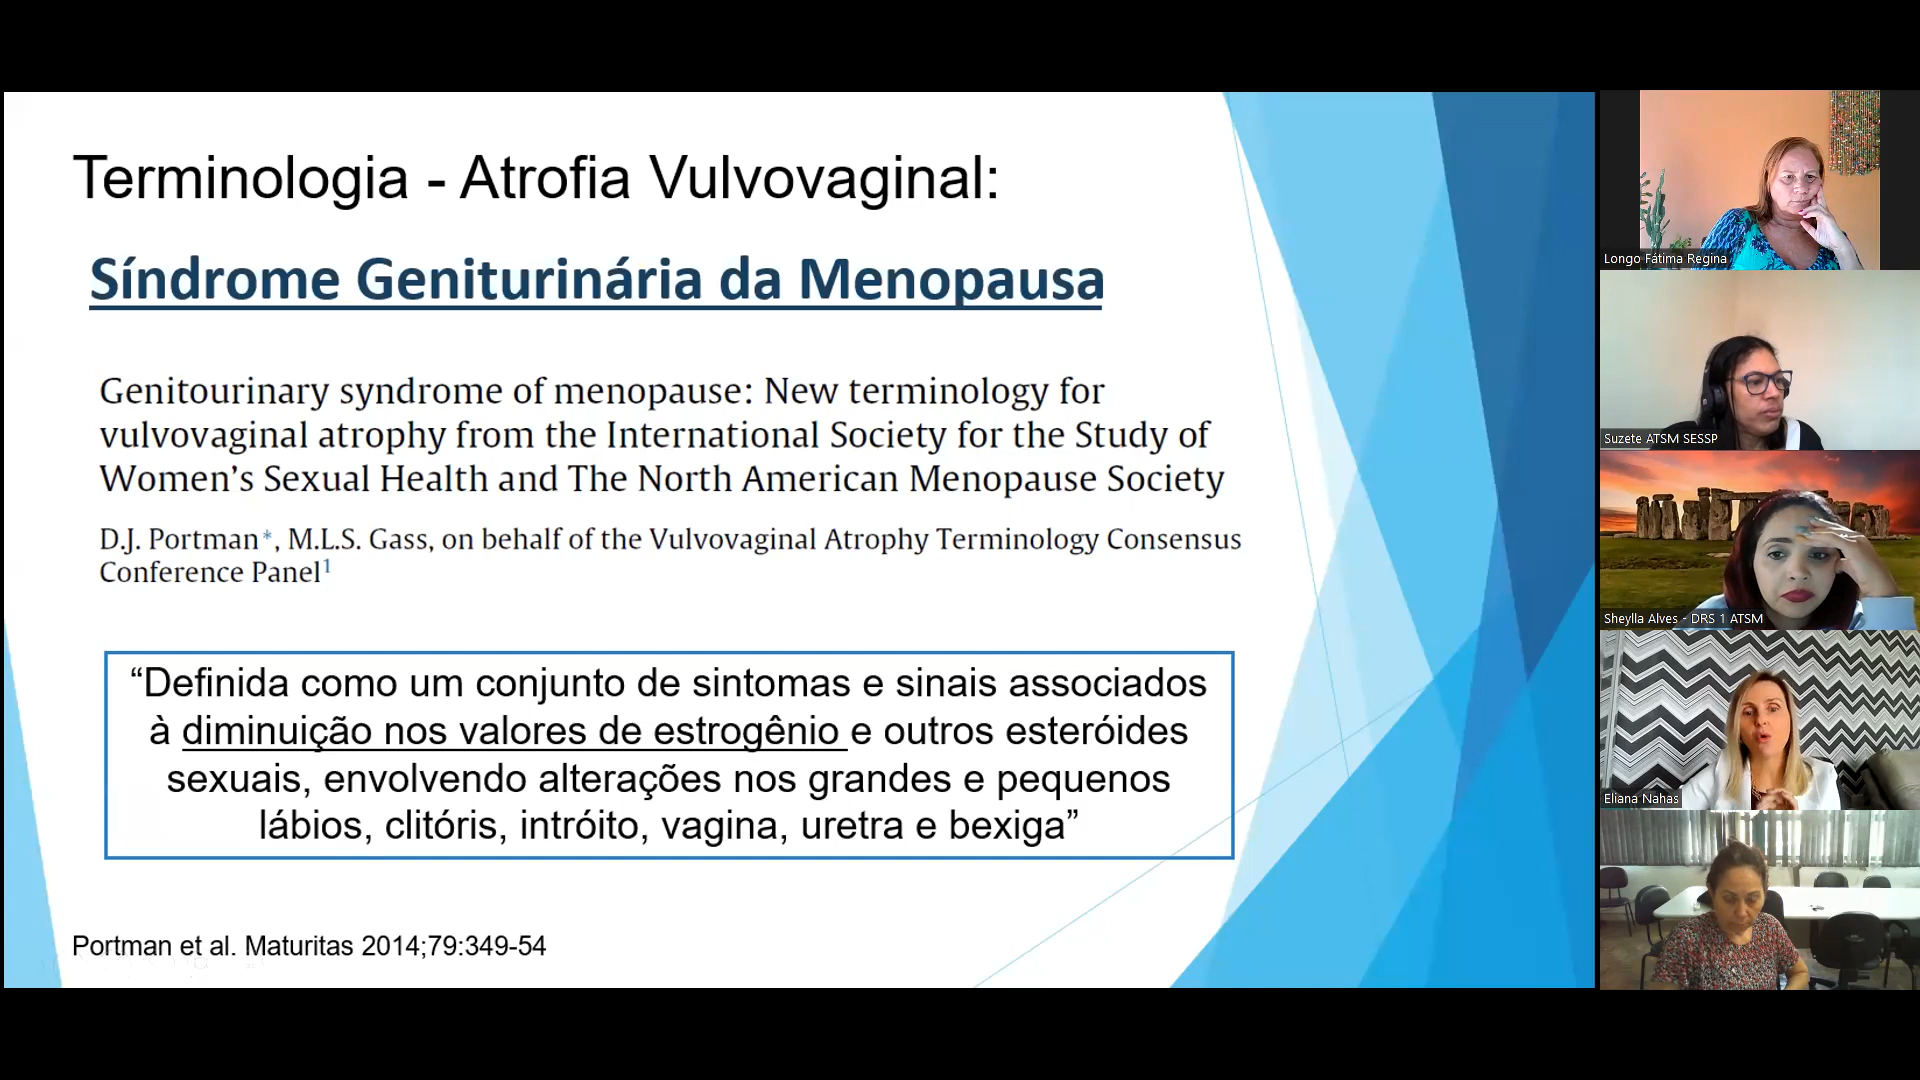 Terminologia - Atrofia Vulvovaginal:
Síndrome Geniturinária da Menopausa
Genitourinary syndrome of menopause: New terminology for
vulvovaginal atrophy from the International Society for the Study of
Women's Sexual Health and The North American Menopause Society
D.J. Portman*, M.L.S. Gass, on behalf of the Vulvovaginal Atrophy Terminology Consensus
Conference Panel¹
“Definida como um conjunto de sintomas e sinais associados
à diminuição nos valores de estrogênio e outros esteróides
sexuais, envolvendo alterações nos grandes e pequenos
lábios, clitóris, intróito, vagina, uretra e bexiga”
Portman et al. Maturitas 2014;79:349-54
Longo Fátima Regina
Suzete ATSM SESSP
Sheylla Alves - DRS 1 ATSM
Eliana Nahas